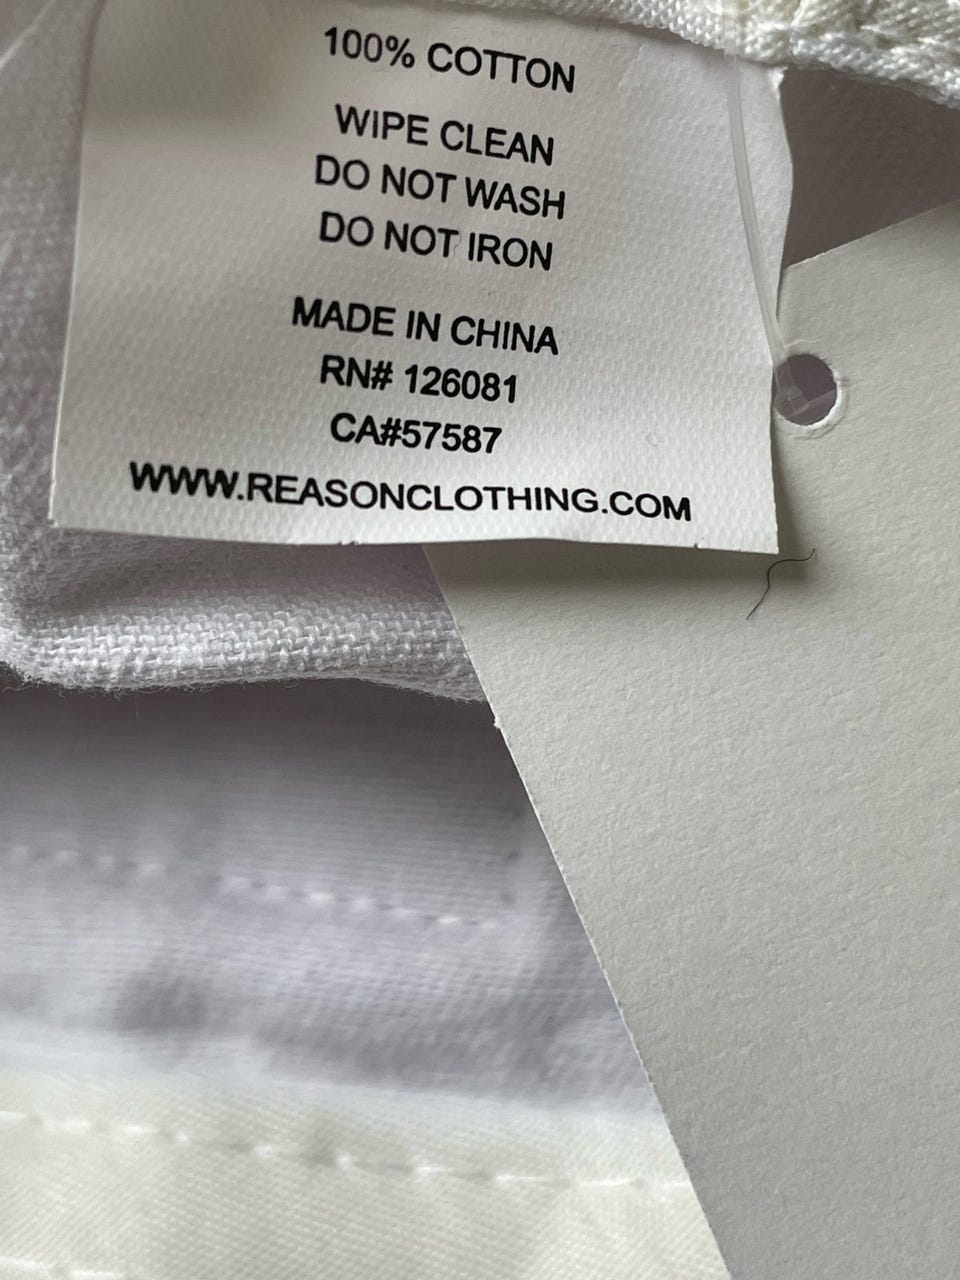 100% COTTON
WIPE CLEAN
DO NOT WASH
DO NOT IRON
MADE IN CHINA
RN# 126081
CA#57587
WWW.REASONCLOTHING.COM